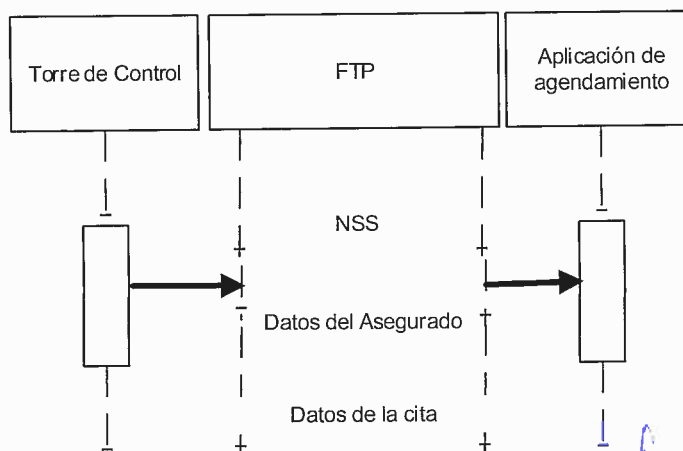 Torre de Control
FTP
Aplicación de
agendamiento
NSS
Datos del Asegurado
Datos de la cita